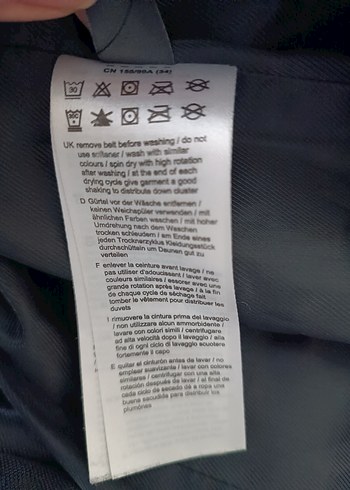 CN 155/85A (34)
30
UK remove belt before washing / do not
use softener / wash with similar
colours / spin dry with high rotation
after washing / at the end of each
drying cycle give garment a good
shaking to distribute down cluster
D Gürtel vor der Wäsche entfernen /
keinen Weichspüler verwenden / mit
ähnlichen Farben waschen / mit hoher
Umdrehung nach dem Waschen
trocken schleudern / am Ende eines
jeden Trocknerzyklus Kleidungsstück
durchschütteln um Daunen gut zu
verteilen
F enlever la ceinture avant lavage / ne
pas utiliser d'adoucissant / laver avec
couleurs similaires / essorer avec une
grande rotation après lavage / à la fin
de chaque cycle de séchage fait
tomber le vêtement pour distribuer les
duvets
I rimuovere la cintura prima del lavaggio
/ non utilizzare alcun ammorbidente /
lavare con colori simili / centrifugare
ad alta velocità dopo il lavaggio / alla
fine di ogni ciclo di lavaggio scuotere
fortemente il capo
E quitar el cinturón antes de lavar / no
emplear suavizante / lavar con colores
similares / centrifugar con una alta
rotación después de lavar / al final de
cada ciclo de secado dé a ropa una
buena sacudida para distribuir los
plumónes